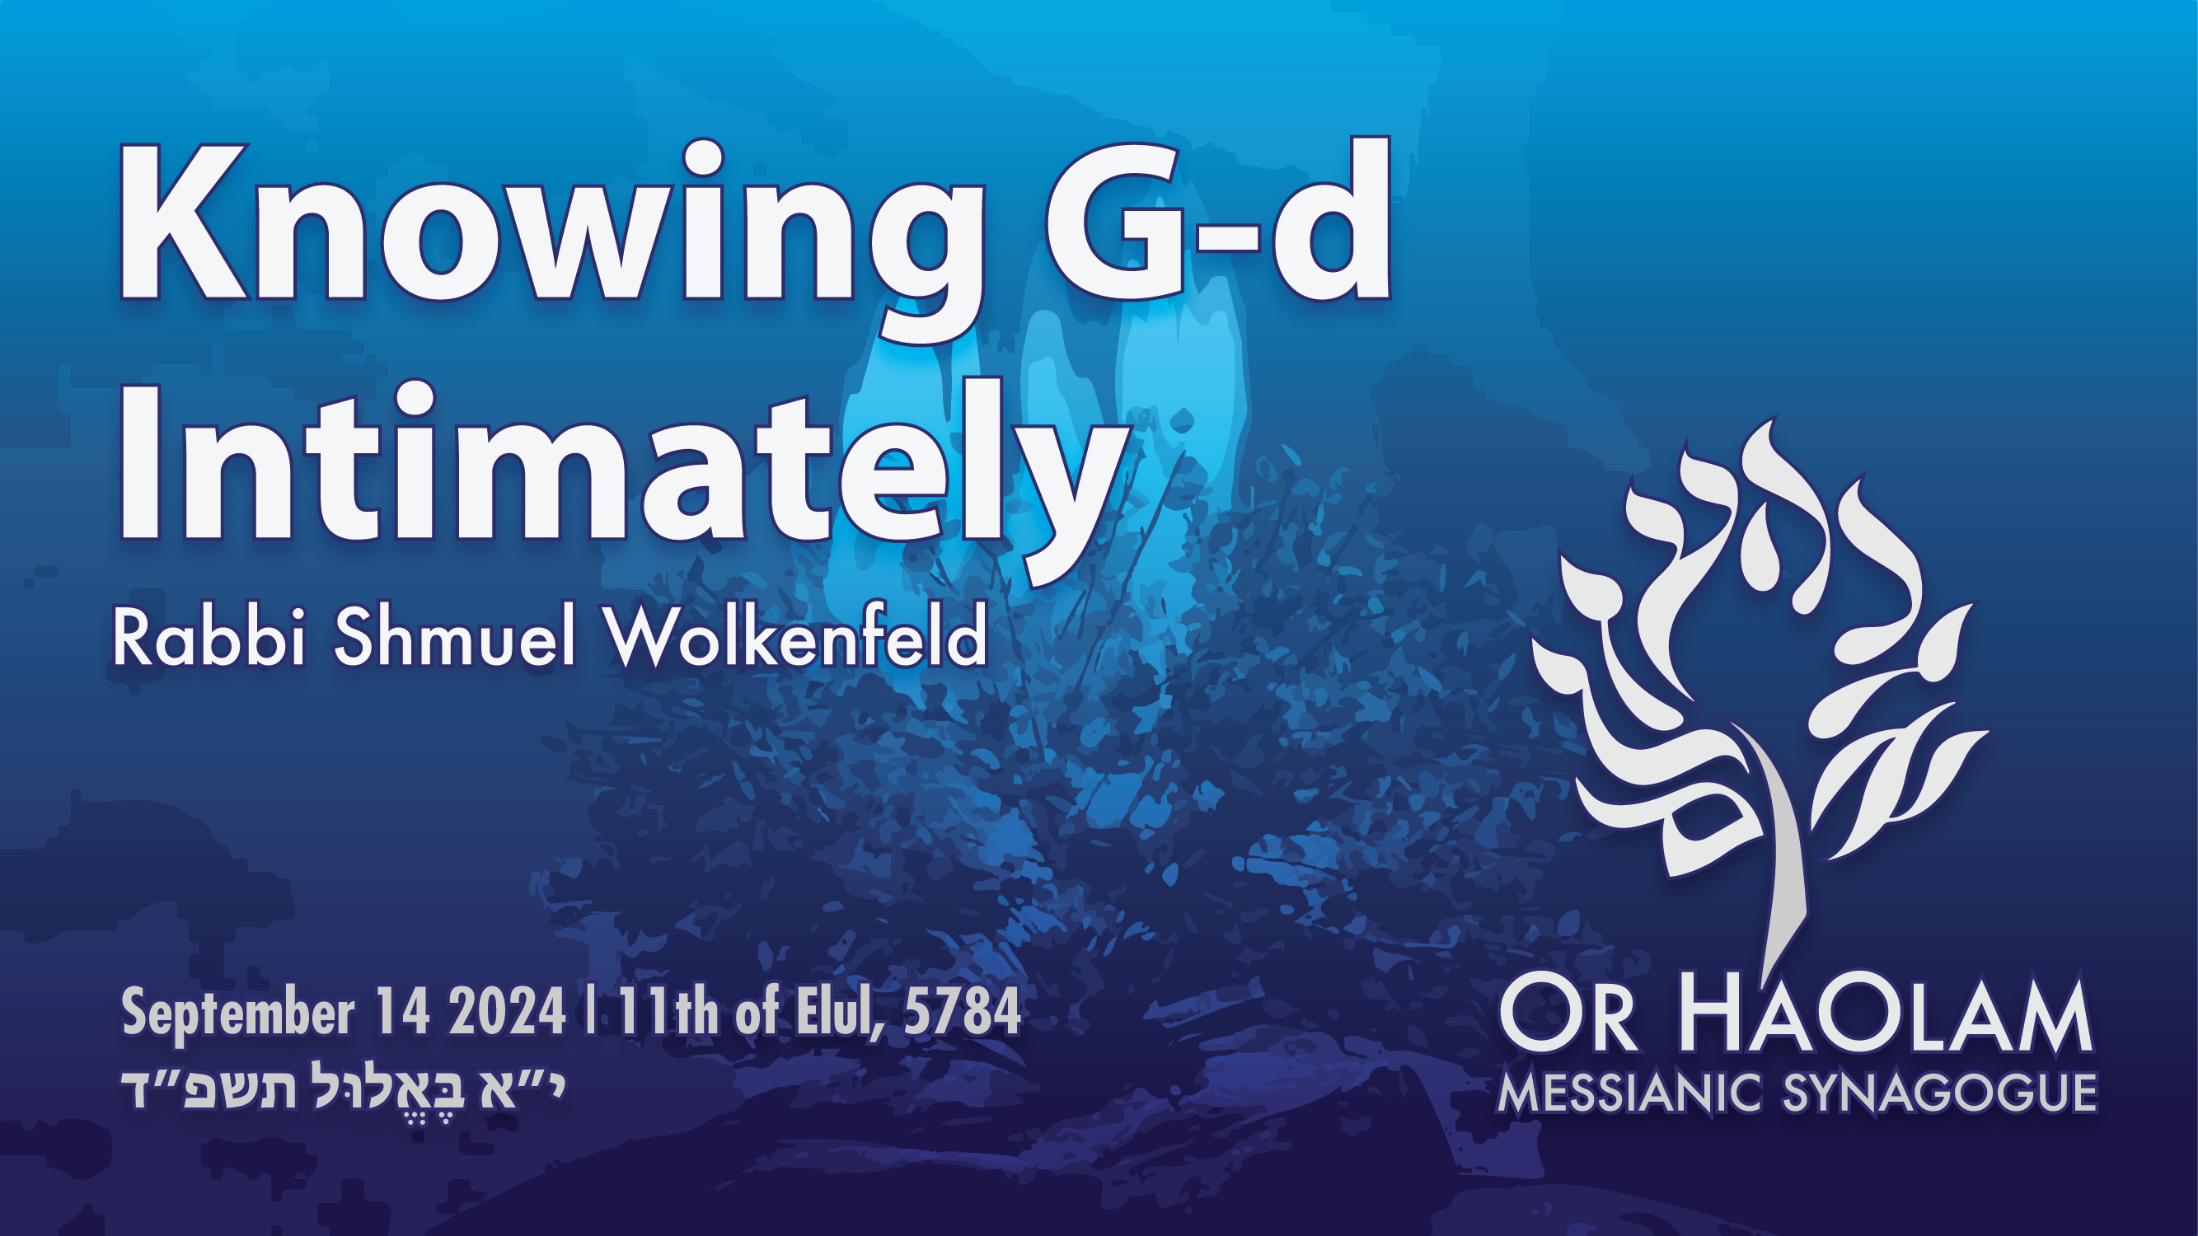 Knowing G-d
Intimately
Rabbi Shmuel Wolkenfeld
September 14 2024 | 11th of Elul, 5784
י״א בֶּאֱלוּל תשפ״ד
OR HAOLAM
MESSIANIC SYNAGOGUE